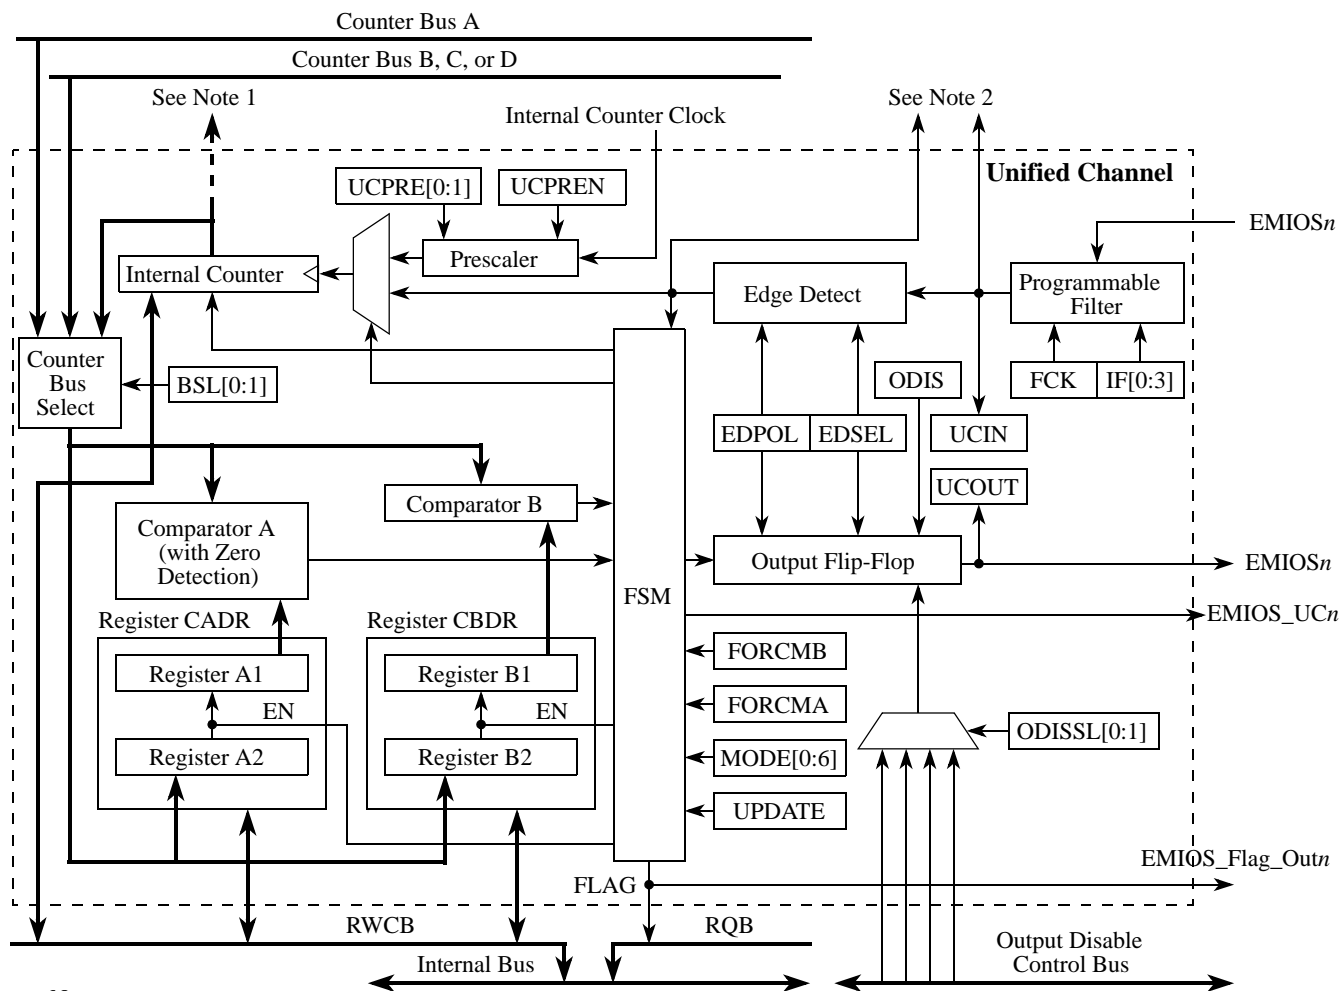 Counter Bus A
Counter Bus B, C, or D
See Note 1
See Note 2
Internal Counter Clock
Unified Channel
UCPRE[0:1]
UCPREN
EMIOSn
Prescaler
Internal Counter
Edge Detect
Programmable
Filter
Counter
Bus
Select
BSL[0:1]
ODIS
FCK
IF[0:3]
EDPOL
EDSEL
UCIN
UCOUT
Comparator B
Comparator A
(with Zero
Detection)
Output Flip-Flop
EMIOSn
FSM
EMIOS_UCn
Register CADR
Register CBDR
Register A1
Register B1
FORCMB
EN
EN
FORCMA
ODISSL[0:1]
Register A2
Register B2
MODE[0:6]
UPDATE
EMIOS_Flag_Outn
FLAG
RWCB
RQB
Internal Bus
Output Disable
Control Bus